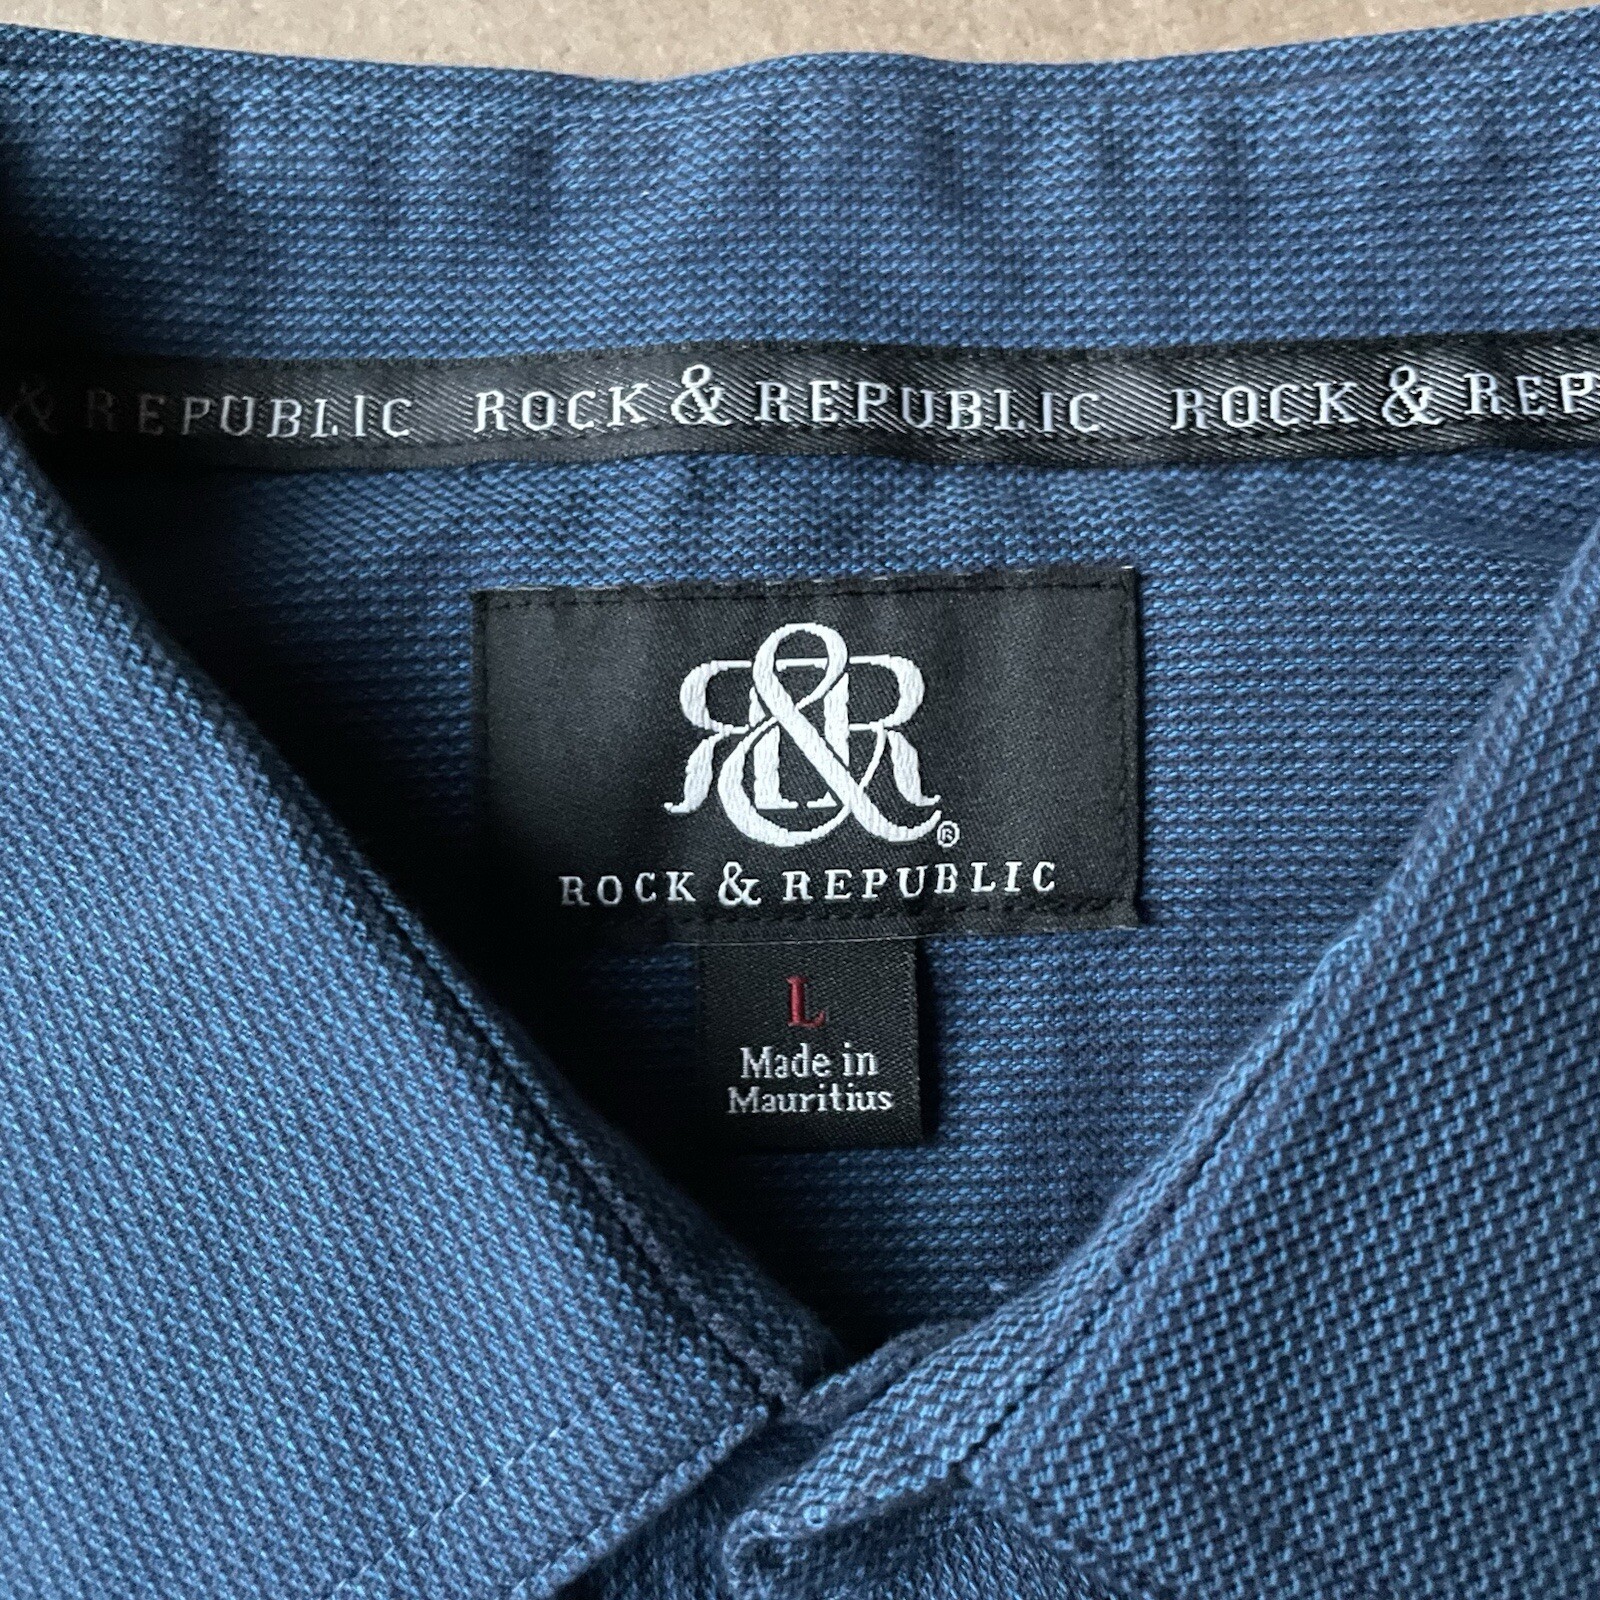 & REPUBLIC ROCK & REPUBLIC ROCK & REP
R&R®
ROCK & REPUBLIC
L
Made in
Mauritius